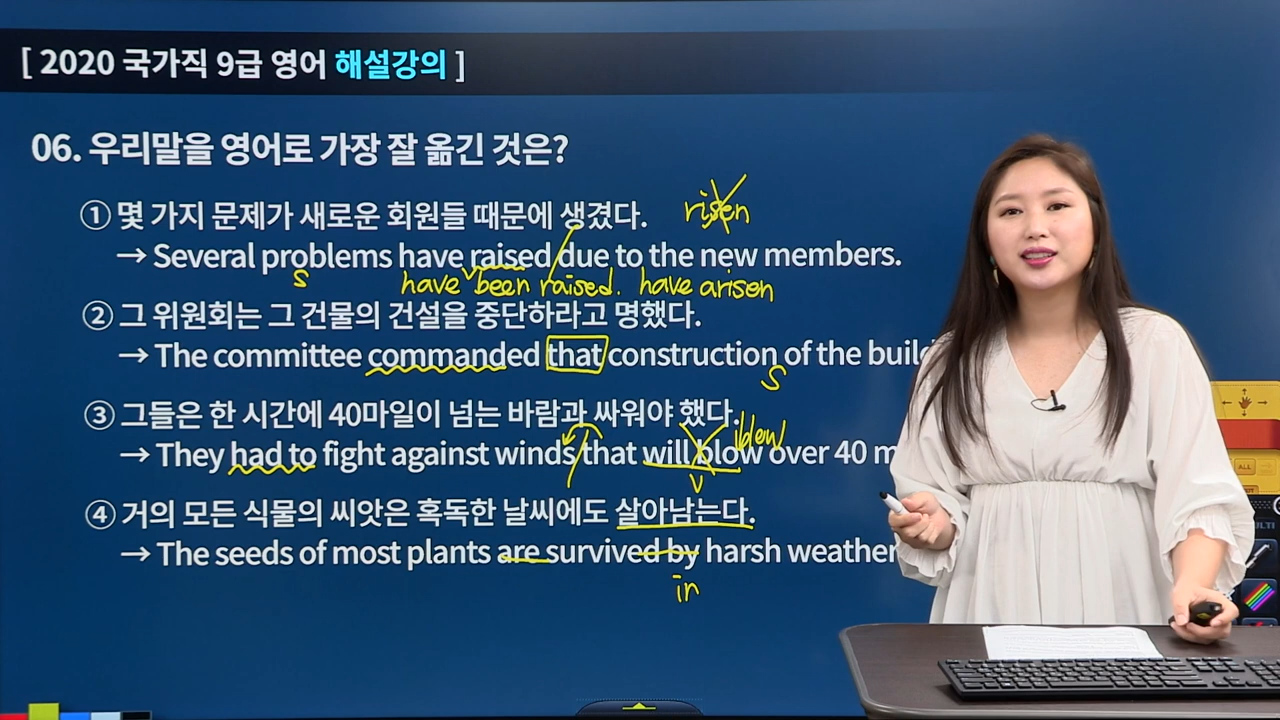 [ 2020 국가직 9급 영어 해설강의 ]
06. 우리말을 영어로 가장 잘 옮긴 것은?
① 몇 가지 문제가 새로운 회원들 때문에 생겼다. risen
→ Several problems have raised due to the new members.
s have been raised. have arisen
② 그 위원회는 그 건물의 건설을 중단하라고 명했다.
→ The committee commanded that construction of the build
s
③ 그들은 한 시간에 40마일이 넘는 바람과 싸워야 했다.
blew
→ They had to fight against winds that will blow over 40 m
v
④ 거의 모든 식물의 씨앗은 혹독한 날씨에도 살아남는다.
→ The seeds of most plants are survived by harsh weather
in
ALL